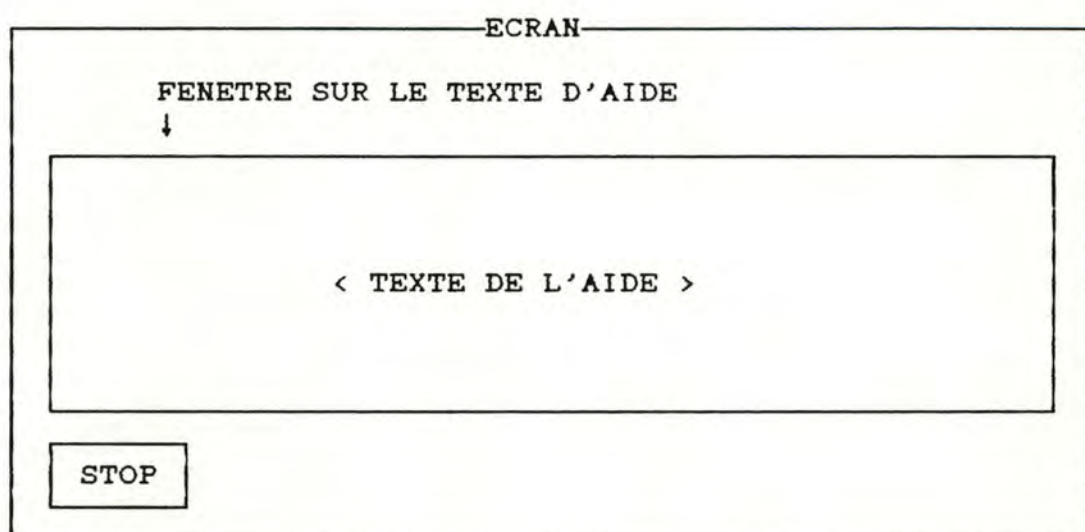 ECRAN
FENETRE SUR LE TEXTE D'AIDE
↓
< TEXTE DE L'AIDE >
STOP